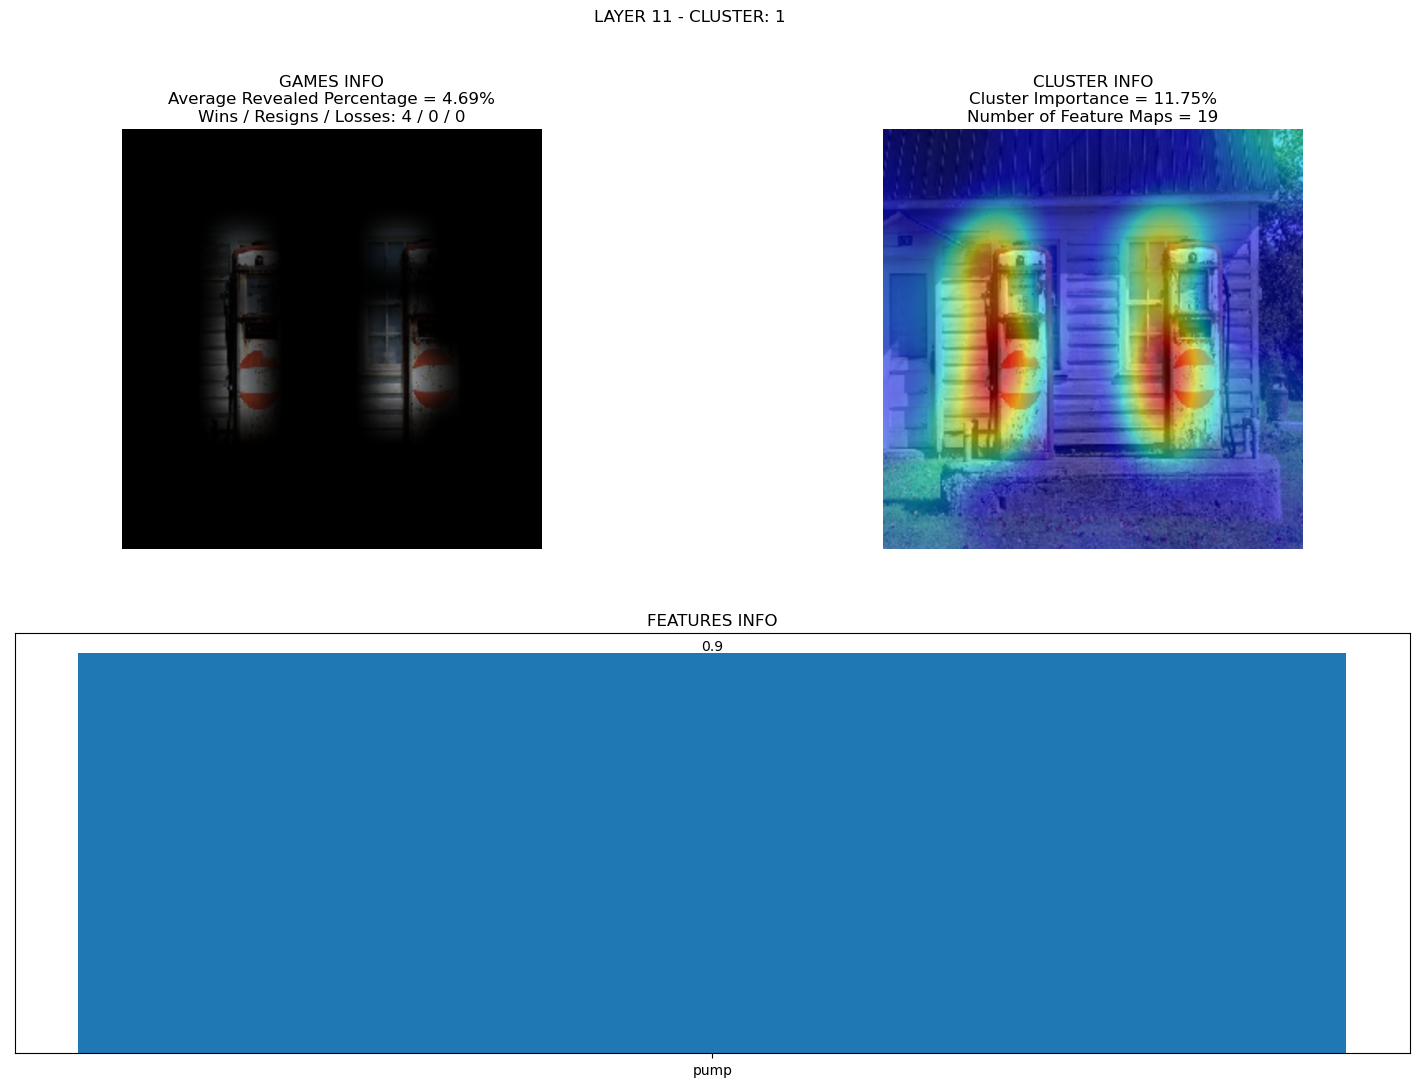 LAYER 11 - CLUSTER: 1
GAMES INFO
Average Revealed Percentage = 4.69%
Wins / Resigns / Losses: 4 / 0 / 0
CLUSTER INFO
Cluster Importance = 11.75%
Number of Feature Maps = 19
FEATURES INFO
0.9
pump